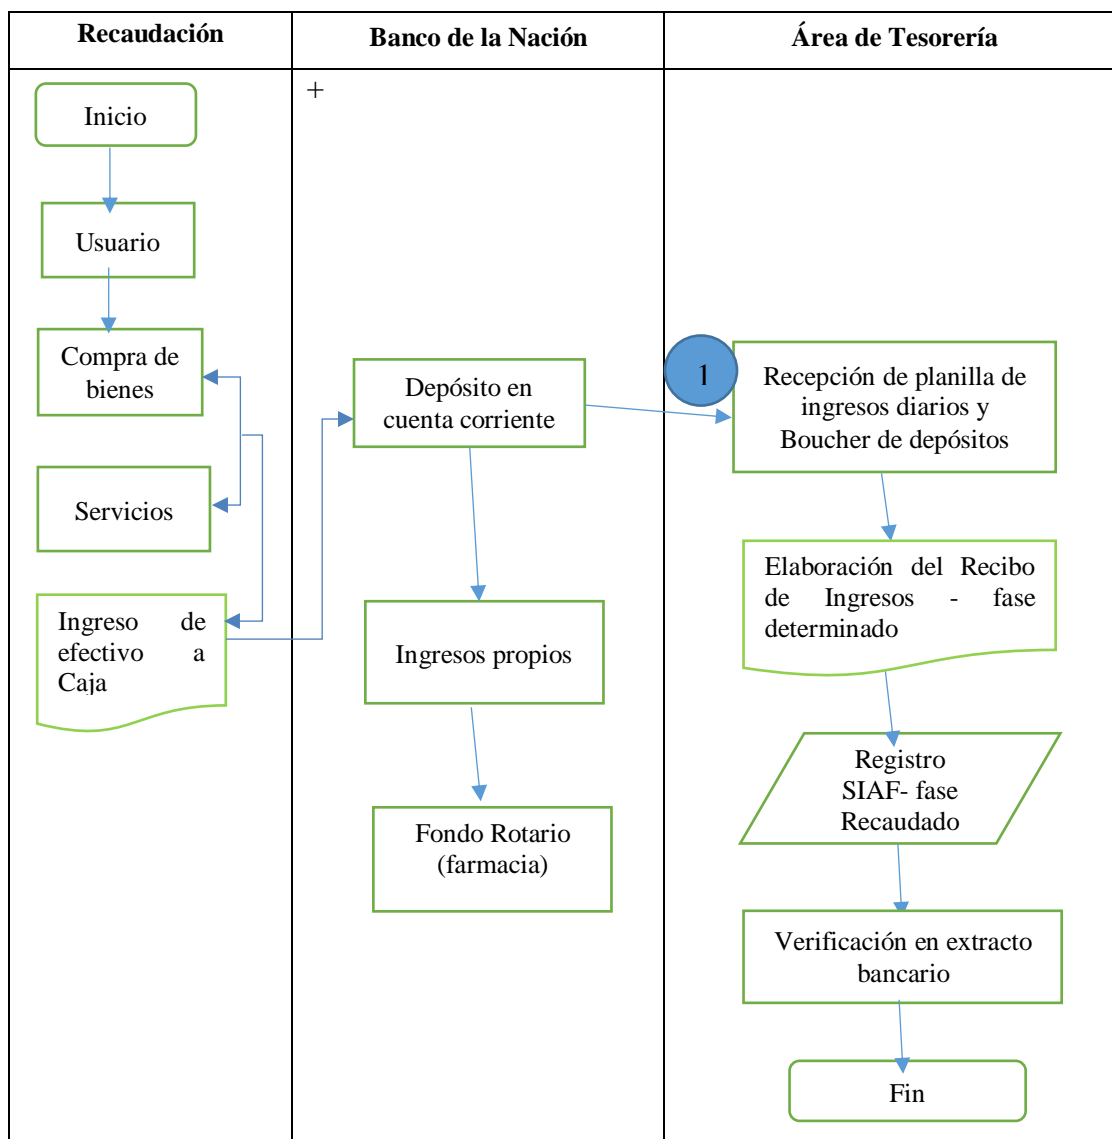 Recaudación
Banco de la Nación
Área de Tesorería
Inicio
Usuario
Compra de
bienes
Servicios
Ingreso de
efectivo a
Caja
+
Depósito en
cuenta corriente
Ingresos propios
Fondo Rotario
(farmacia)
1
Recepción de planilla de
ingresos diarios y
Boucher de depósitos
Elaboración del Recibo
de Ingresos - fase
determinado
Registro
SIAF- fase
Recaudado
Verificación en extracto
bancario
Fin